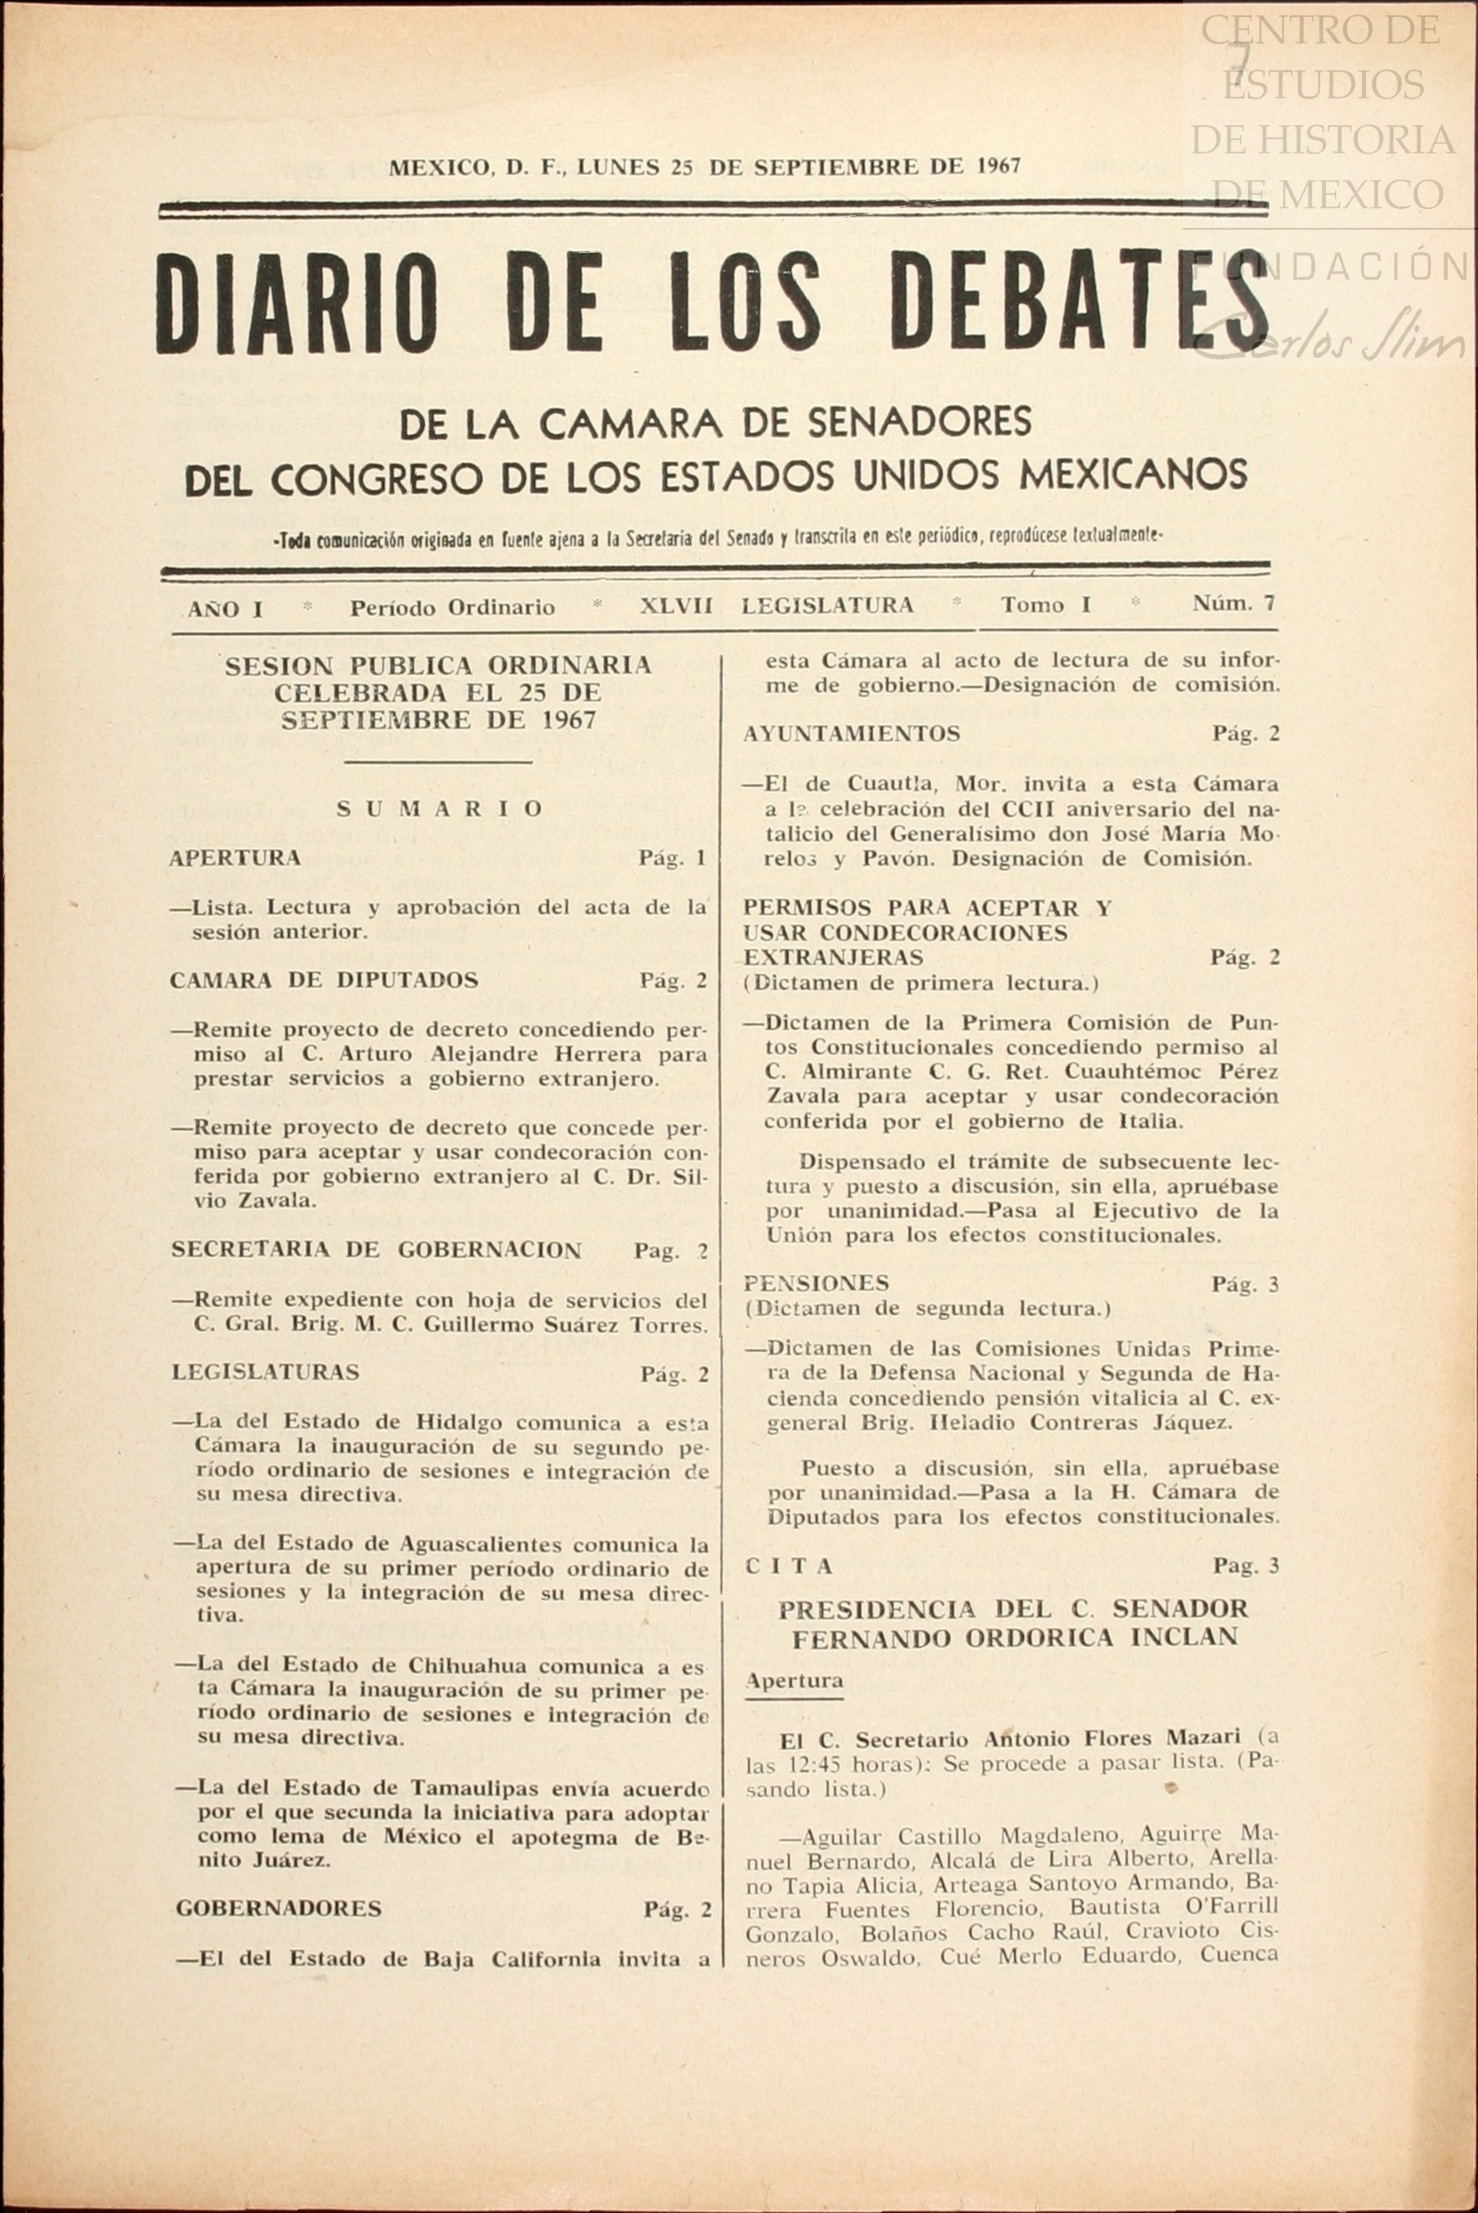 CENTRO DE
ESTUDIOS
DE HISTORIA
DE MEXICO
FUNDACIÓN
Carlos Slim
7
MEXICO, D. F., LUNES 25 DE SEPTIEMBRE DE 1967
DIARIO DE LOS DEBATES
DE LA CAMARA DE SENADORES
DEL CONGRESO DE LOS ESTADOS UNIDOS MEXICANOS
-Toda comunicación originada en fuente ajena a la Secretaria del Senado y transcrita en este periódico, reprodúcese textualmente-
AÑO I * Período Ordinario * XLVII LEGISLATURA * Tomo I * Núm. 7
SESION PUBLICA ORDINARIA
CELEBRADA EL 25 DE
SEPTIEMBRE DE 1967
S U M A R I O
APERTURA Pág. 1
—Lista. Lectura y aprobación del acta de la
sesión anterior.
CAMARA DE DIPUTADOS Pág. 2
—Remite proyecto de decreto concediendo per-
miso al C. Arturo Alejandre Herrera para
prestar servicios a gobierno extranjero.
—Remite proyecto de decreto que concede per-
miso para aceptar y usar condecoración con-
ferida por gobierno extranjero al C. Dr. Sil-
vio Zavala.
SECRETARIA DE GOBERNACION Pag. 2
—Remite expediente con hoja de servicios del
C. Gral. Brig. M. C. Guillermo Suárez Torres.
LEGISLATURAS Pág. 2
—La del Estado de Hidalgo comunica a esta
Cámara la inauguración de su segundo pe-
ríodo ordinario de sesiones e integración de
su mesa directiva.
—La del Estado de Aguascalientes comunica la
apertura de su primer período ordinario de
sesiones y la integración de su mesa direc-
tiva.
—La del Estado de Chihuahua comunica a es
ta Cámara la inauguración de su primer pe-
ríodo ordinario de sesiones e integración de
su mesa directiva.
—La del Estado de Tamaulipas envía acuerdo
por el que secunda la iniciativa para adoptar
como lema de México el apotegma de Be-
nito Juárez.
GOBERNADORES Pág. 2
—El del Estado de Baja California invita a
esta Cámara al acto de lectura de su infor-
me de gobierno.—Designación de comisión.
AYUNTAMIENTOS Pág. 2
—El de Cuautla, Mor. invita a esta Cámara
a la celebración del CCII aniversario del na-
talicio del Generalísimo don José María Mo-
relos y Pavón. Designación de Comisión.
PERMISOS PARA ACEPTAR Y
USAR CONDECORACIONES
EXTRANJERAS Pág. 2
(Dictamen de primera lectura.)
—Dictamen de la Primera Comisión de Pun-
tos Constitucionales concediendo permiso al
C. Almirante C. G. Ret. Cuauhtémoc Pérez
Zavala para aceptar y usar condecoración
conferida por el gobierno de Italia.
Dispensado el trámite de subsecuente lec-
tura y puesto a discusión, sin ella, apruébase
por unanimidad.—Pasa al Ejecutivo de la
Unión para los efectos constitucionales.
PENSIONES Pág. 3
(Dictamen de segunda lectura.)
—Dictamen de las Comisiones Unidas Prime-
ra de la Defensa Nacional y Segunda de Ha-
cienda concediendo pensión vitalicia al C. ex-
general Brig. Heladio Contreras Jáquez.
Puesto a discusión, sin ella, apruébase
por unanimidad.—Pasa a la H. Cámara de
Diputados para los efectos constitucionales.
C I T A Pag. 3
PRESIDENCIA DEL C. SENADOR
FERNANDO ORDORICA INCLAN
Apertura
El C. Secretario Antonio Flores Mazari (a
las 12:45 horas): Se procede a pasar lista. (Pa-
sando lista.)
—Aguilar Castillo Magdaleno, Aguirre Ma-
nuel Bernardo, Alcalá de Lira Alberto, Arella-
no Tapia Alicia, Arteaga Santoyo Armando, Ba-
rrera Fuentes Florencio, Bautista O'Farrill
Gonzalo, Bolaños Cacho Raúl, Cravioto Cis-
neros Oswaldo, Cué Merlo Eduardo, Cuenca